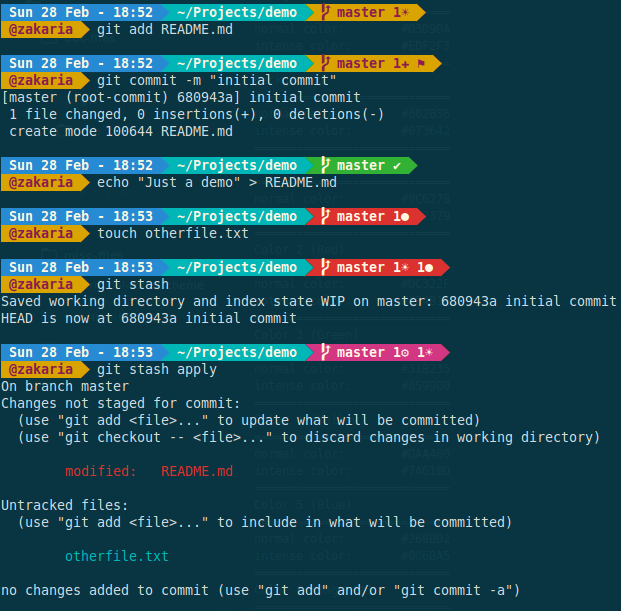 Sun 28 Feb - 18:52 ~/Projects/demo master 1☀
@zakaria git add README.md
Sun 28 Feb - 18:52 ~/Projects/demo master 1+ ⚑
@zakaria git commit -m "initial commit"
[master (root-commit) 680943a] initial commit
1 file changed, 0 insertions(+), 0 deletions(-)
create mode 100644 README.md
Sun 28 Feb - 18:52 ~/Projects/demo master ✔
@zakaria echo "Just a demo" > README.md
Sun 28 Feb - 18:53 ~/Projects/demo master 1●
@zakaria touch otherfile.txt
Sun 28 Feb - 18:53 ~/Projects/demo master 1☀ 1●
@zakaria git stash
Saved working directory and index state WIP on master: 680943a initial commit
HEAD is now at 680943a initial commit
Sun 28 Feb - 18:53 ~/Projects/demo master 1⚙ 1☀
@zakaria git stash apply
On branch master
Changes not staged for commit:
(use "git add <file>..." to update what will be committed)
(use "git checkout -- <file>..." to discard changes in working directory)
modified: README.md
Untracked files:
(use "git add <file>..." to include in what will be committed)
otherfile.txt
no changes added to commit (use "git add" and/or "git commit -a")